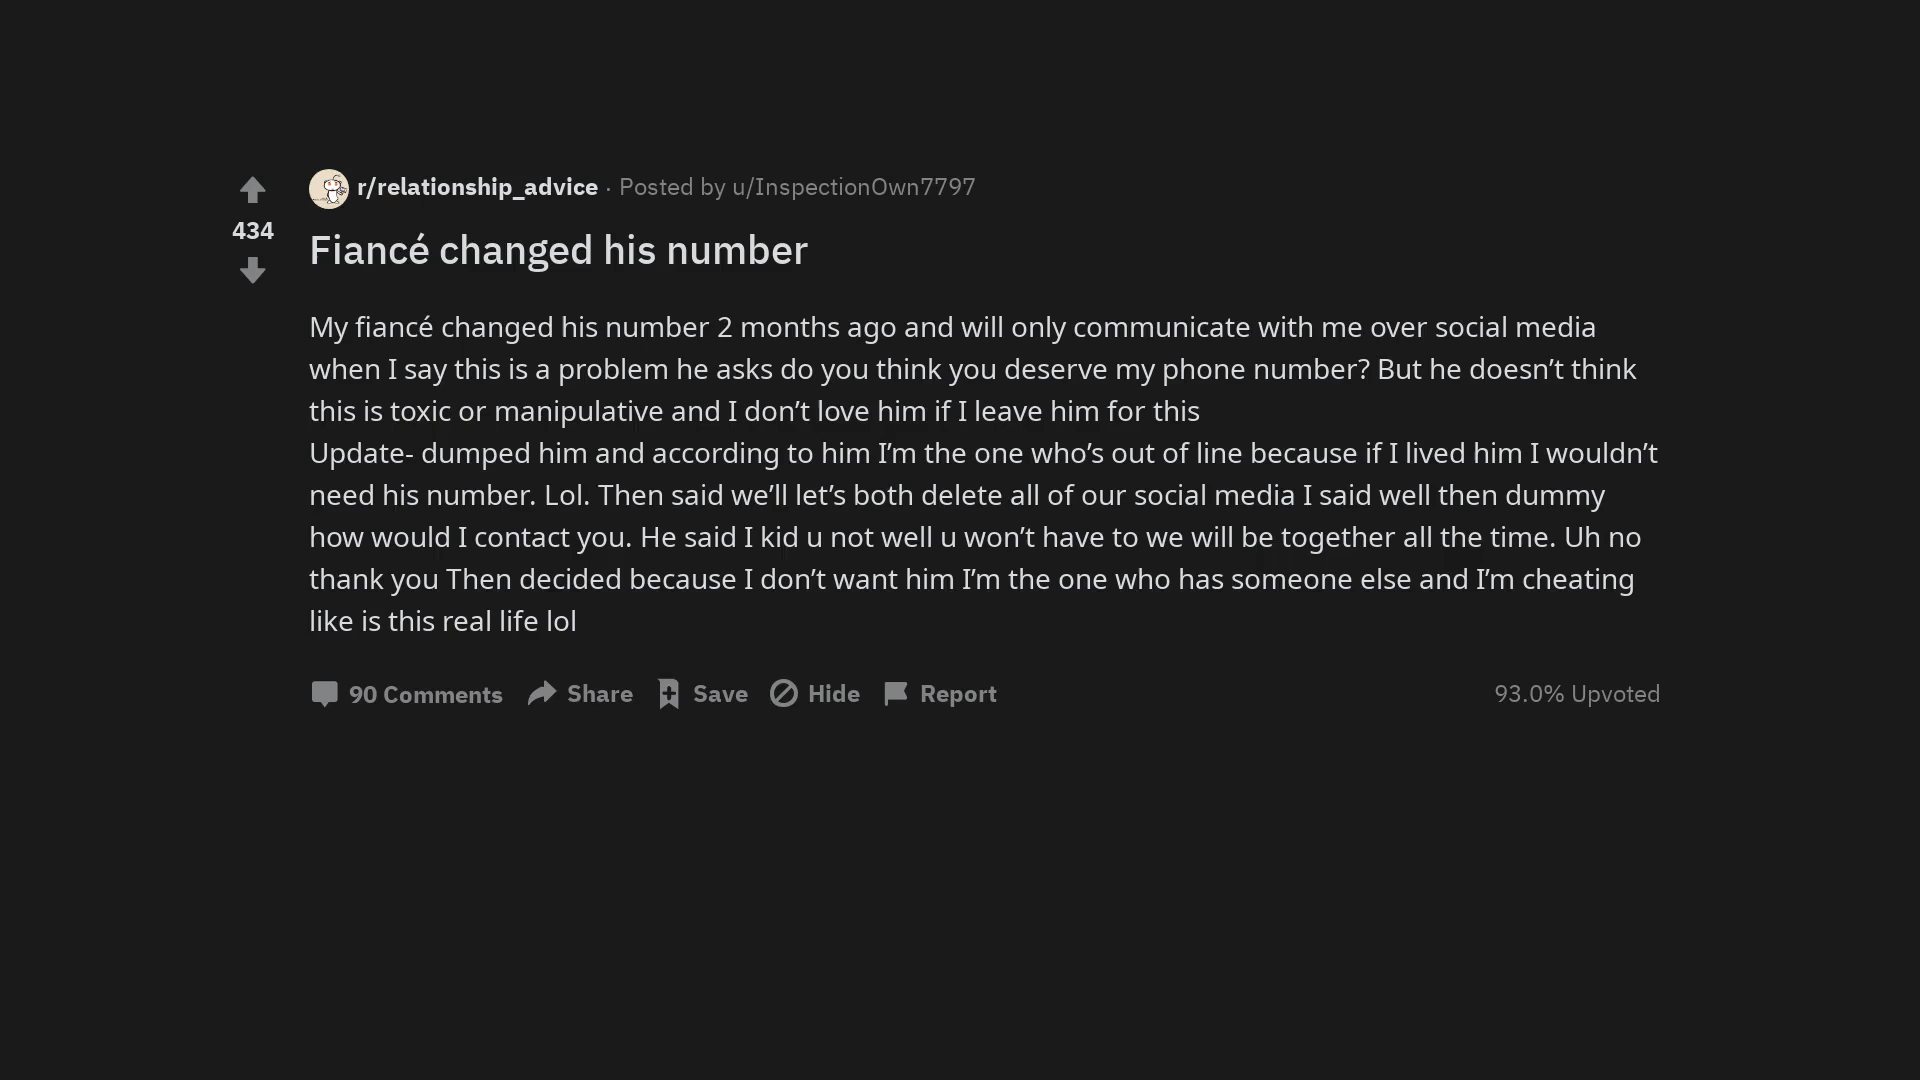 r/relationship_advice · Posted by u/InspectionOwn7797
434
Fiancé changed his number
My fiancé changed his number 2 months ago and will only communicate with me over social media
when I say this is a problem he asks do you think you deserve my phone number? But he doesn’t think
this is toxic or manipulative and I don’t love him if I leave him for this
Update- dumped him and according to him I’m the one who’s out of line because if I lived him I wouldn’t
need his number. Lol. Then said we’ll let’s both delete all of our social media I said well then dummy
how would I contact you. He said I kid u not well u won’t have to we will be together all the time. Uh no
thank you Then decided because I don’t want him I’m the one who has someone else and I’m cheating
like is this real life lol
90 Comments Share Save Hide Report 93.0% Upvoted